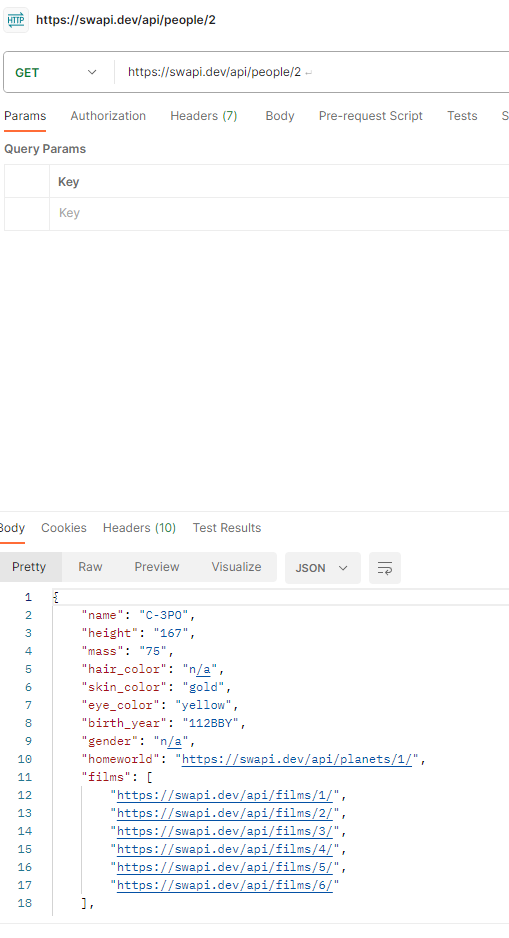 HTTP https://swapi.dev/api/people/2
GET https://swapi.dev/api/people/2
Params Authorization Headers (7) Body Pre-request Script Tests S
Query Params
Key
Key
Body Cookies Headers (10) Test Results
Pretty Raw Preview Visualize JSON
1 {
2 "name": "C-3PO",
3 "height": "167",
4 "mass": "75",
5 "hair_color": "n/a",
6 "skin_color": "gold",
7 "eye_color": "yellow",
8 "birth_year": "112BBY",
9 "gender": "n/a",
10 "homeworld": "https://swapi.dev/api/planets/1/",
11 "films": [
12 "https://swapi.dev/api/films/1/",
13 "https://swapi.dev/api/films/2/",
14 "https://swapi.dev/api/films/3/",
15 "https://swapi.dev/api/films/4/",
16 "https://swapi.dev/api/films/5/",
17 "https://swapi.dev/api/films/6/"
18 ],